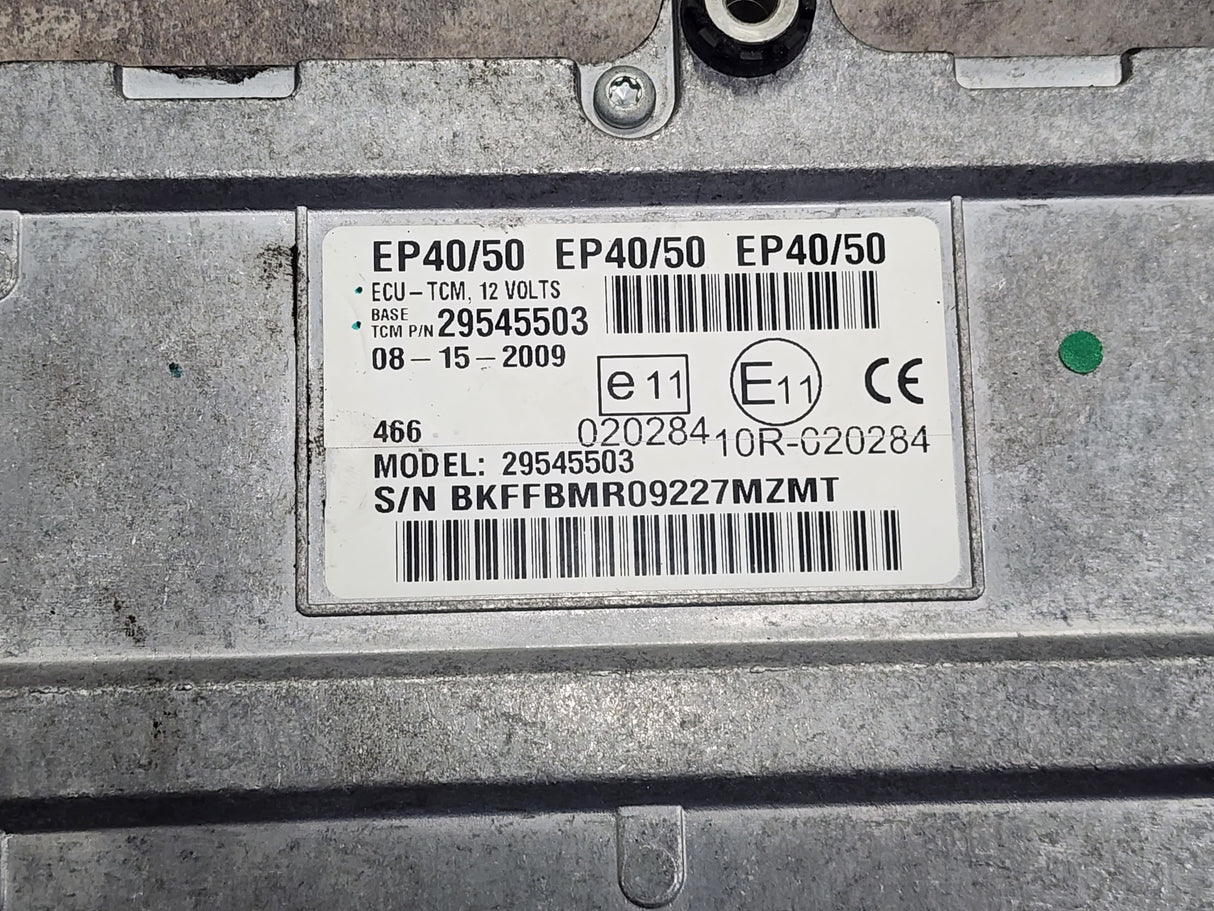 EP40/50 EP40/50 EP40/50
ECU-TCM, 12 VOLTS
BASE
TCM P/N 29545503
08-15-2009
e11
E11
CE
466
020284
10R-020284
MODEL: 29545503
S/N BKFFBMR09227MZMT